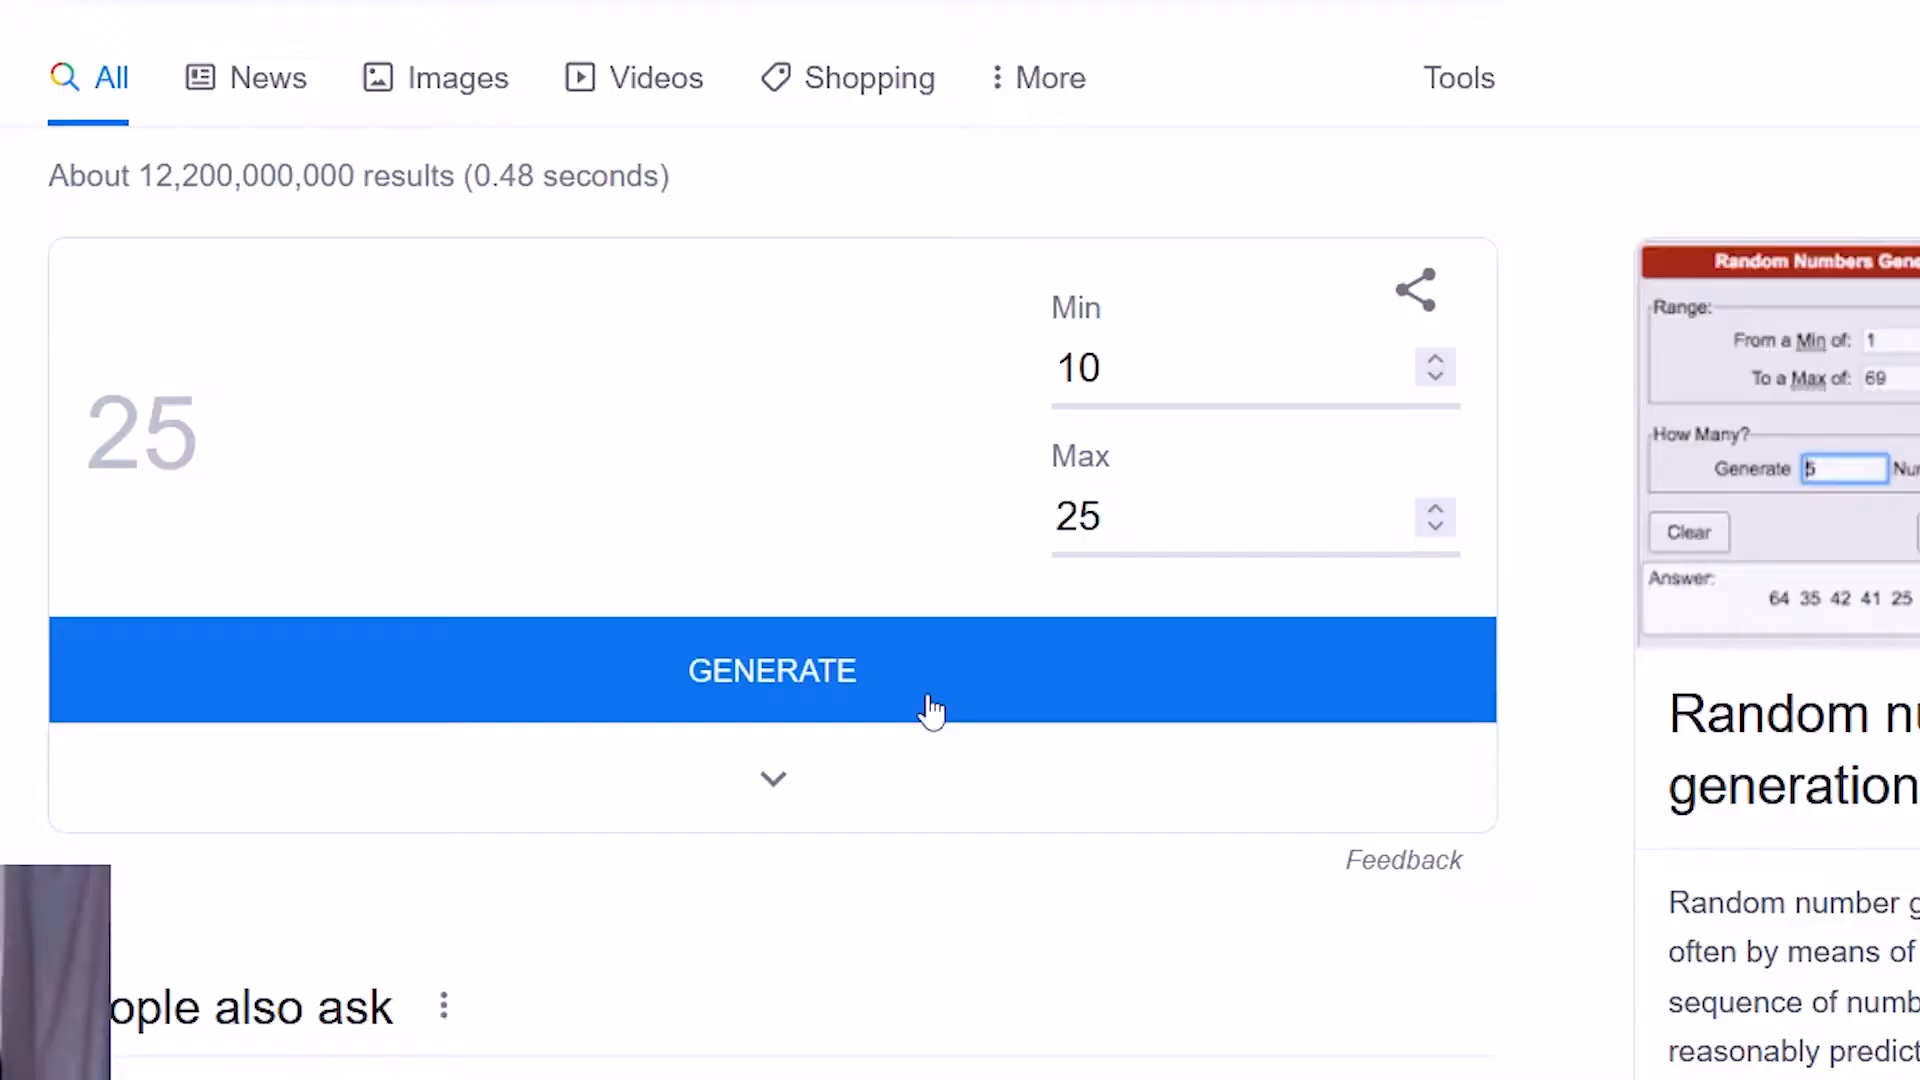 All News Images Videos Shopping More Tools
About 12,200,000,000 results (0.48 seconds)
25
Min
10
Max
25
GENERATE
Feedback
ople also ask
Random Numbers Gene
Range:
From a Min of: 1
To a Max of: 69
How Many?
Generate 5 Nu
Clear
Answer:
64 35 42 41 25
Random nu
generation
Random number g
often by means of
sequence of numb
reasonably predict